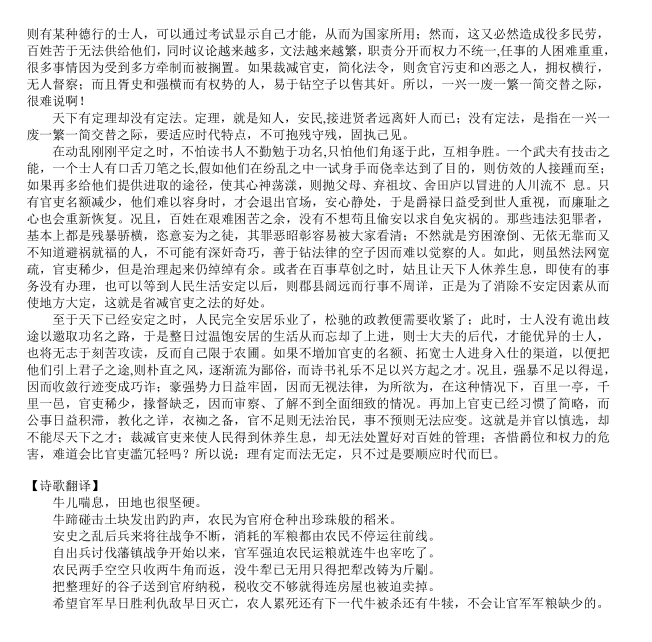 则有某种德行的士人，可以通过考试显示自己才能，从而为国家所用；然而，这又必然造成役多民劳，
百姓苦于无法供给他们，同时议论越来越多，文法越来越繁，职责分开而权力不统一,任事的人困难重重，
很多事情因为受到多方牵制而被搁置。如果裁减官吏，简化法令，则贪官污吏和凶恶之人，拥权横行，
无人督察；而且胥史和强横而有权势的人，易于钻空子以售其奸。所以，一兴一废一繁一简交替之际，
很难说啊！
天下有定理却没有定法。定理，就是知人，安民,接进贤者远离奸人而已；没有定法，是指在一兴一
废一繁一简交替之际，要适应时代特点，不可抱残守残，固执己见。
在动乱刚刚平定之时，不怕读书人不勤勉于功名,只怕他们角逐于此，互相争胜。一个武夫有技击之
能，一个士人有口舌刀笔之长,假如他们在纷乱之中一试身手而侥幸达到了目的，则仿效的人接踵而至；
如果再多给他们提供进取的途径，使其心神荡漾，则抛父母、弃祖坟、舍田庐以冒进的人川流不 息。只
有官吏名额减少，他们难以容身时，才会退出官场，安心静处，于是爵禄日益受到世人重视，而廉耻之
心也会重新恢复。况且，百姓在艰难困苦之余，没有不想苟且偷安以求自免灾祸的。那些违法犯罪者，
基本上都是残暴骄横，恣意妄为之徒，其罪恶昭彰容易被大家看清；不然就是穷困潦倒、无依无靠而又
不知道避祸就福的人，不可能有深奸奇巧，善于钻法律的空子因而难以觉察的人。如此，则虽然法网宽
疏，官吏稀少，但是治理起来仍绰绰有余。或者在百事草创之时，姑且让天下人休养生息，即使有的事
务没有办理，也可以等到人民生活安定以后，则郡县阔远而行事不周详，正是为了消除不安定因素从而
使地方大定，这就是省减官吏之法的好处。
至于天下已经安定之时，人民完全安居乐业了，松驰的政教便需要收紧了；此时，士人没有诡出歧
途以邀取功名之路，于是整日过温饱安居的生活从而忘却了上进，则士大夫的后代，才能优异的士人，
也将无志于刻苦攻读，反而自己限于农圃。如果不增加官吏的名额、拓宽士人进身入仕的渠道，以便把
他们引上君子之途,则朴直之风，逐渐流为鄙俗，而诗书礼乐不足以兴方起之才。况且，强暴不足以得逞，
因而收敛行迹变成巧诈；豪强势力日益牢固，因而无视法律，为所欲为，在这种情况下，百里一亭，千
里一邑，官吏稀少，掾督缺乏，因而审察、了解不到全面细致的情况。再加上官吏已经习惯了简略，而
公事日益积滞，教化之详，衣袽之备，官不足则无法治民，事不预则无法应变。这就是并官以慎选，却
不能尽天下之才；裁减官吏来使人民得到休养生息，却无法处置好对百姓的管理；吝惜爵位和权力的危
害，难道会比官吏滥冗轻吗？所以说：理有定而法无定，只不过是要顺应时代而已。
【诗歌翻译】
牛儿喘息，田地也很坚硬。
牛蹄碰击土块发出趵趵声，农民为官府仓种出珍珠般的稻米。
安史之乱后兵来将往战争不断，消耗的军粮都由农民不停运往前线。
自出兵讨伐藩镇战争开始以来，官军强迫农民运粮就连牛也宰吃了。
农民两手空空只收两牛角而返，没牛犁已无用只得把犁改铸为斤劚。
把整理好的谷子送到官府纳税，税收交不够就得连房屋也被迫卖掉。
希望官军早日胜利仇敌早日灭亡，农人累死还有下一代牛被杀还有牛犊，不会让官军军粮缺少的。